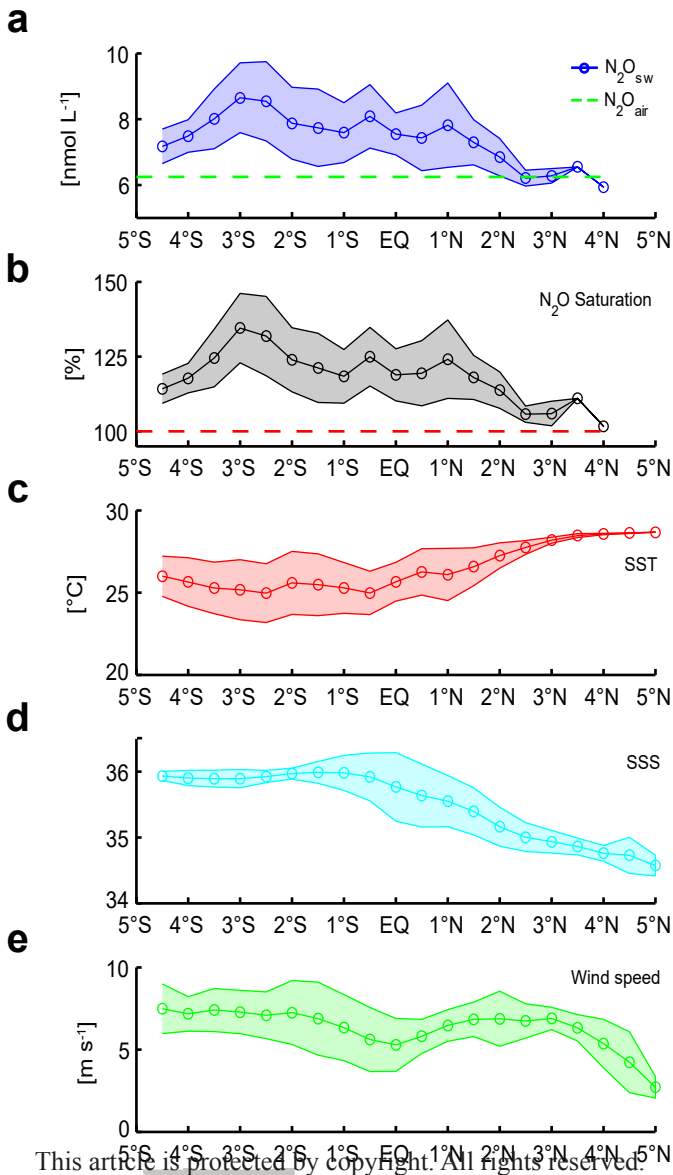 a
10
8
6
[nmol L⁻¹]
N₂O sw
N₂O air
5°S 4°S 3°S 2°S 1°S EQ 1°N 2°N 3°N 4°N 5°N
b
150
125
100
[%]
N₂O Saturation
5°S 4°S 3°S 2°S 1°S EQ 1°N 2°N 3°N 4°N 5°N
c
30
25
20
[°C]
SST
5°S 4°S 3°S 2°S 1°S EQ 1°N 2°N 3°N 4°N 5°N
d
36
35
34
SSS
5°S 4°S 3°S 2°S 1°S EQ 1°N 2°N 3°N 4°N 5°N
e
10
5
0
[m s⁻¹]
Wind speed
5°S 4°S 3°S 2°S 1°S EQ 1°N 2°N 3°N 4°N 5°N
This article is protected by copyright. All rights reserved.